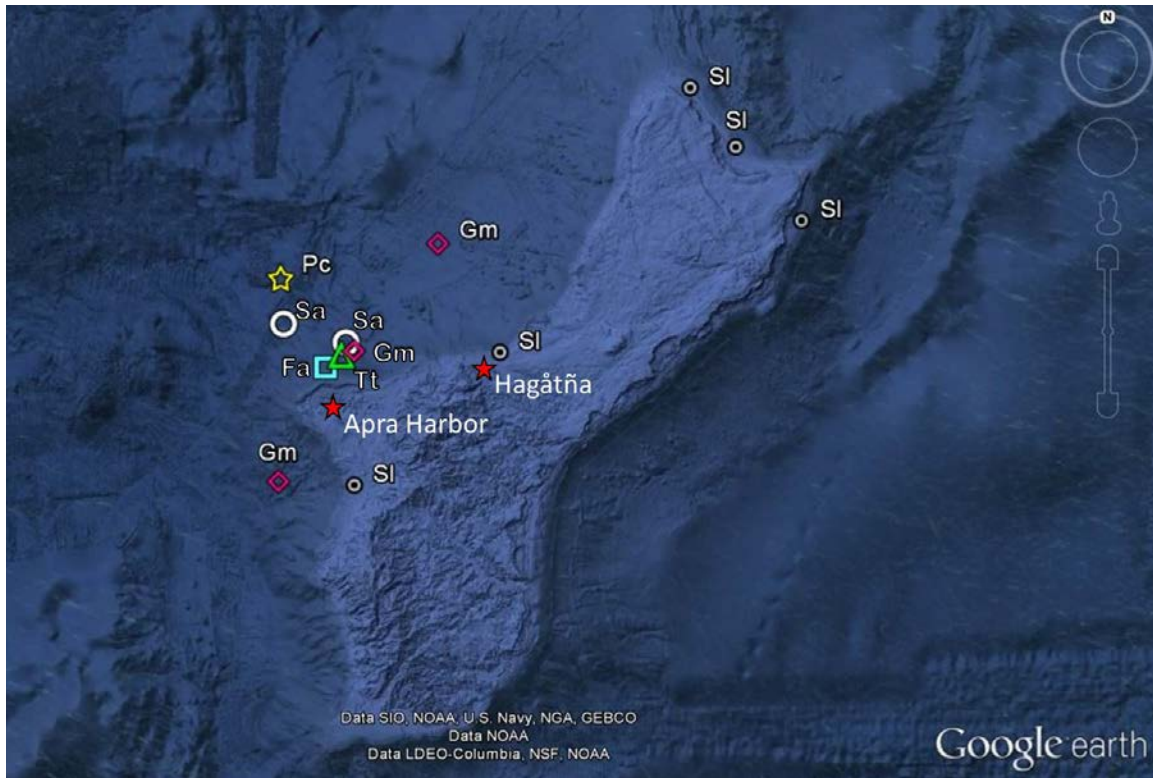 N
Sl
Sl
Sl
Gm
Pc
Sa
Sa
Sl
Gm
Fa
Tt
Hagåtña
Apra Harbor
Gm
Sl
Data SIO, NOAA, U.S. Navy, NGA, GEBCO
Data NOAA
Data LDEO-Columbia, NSF, NOAA
Google earth